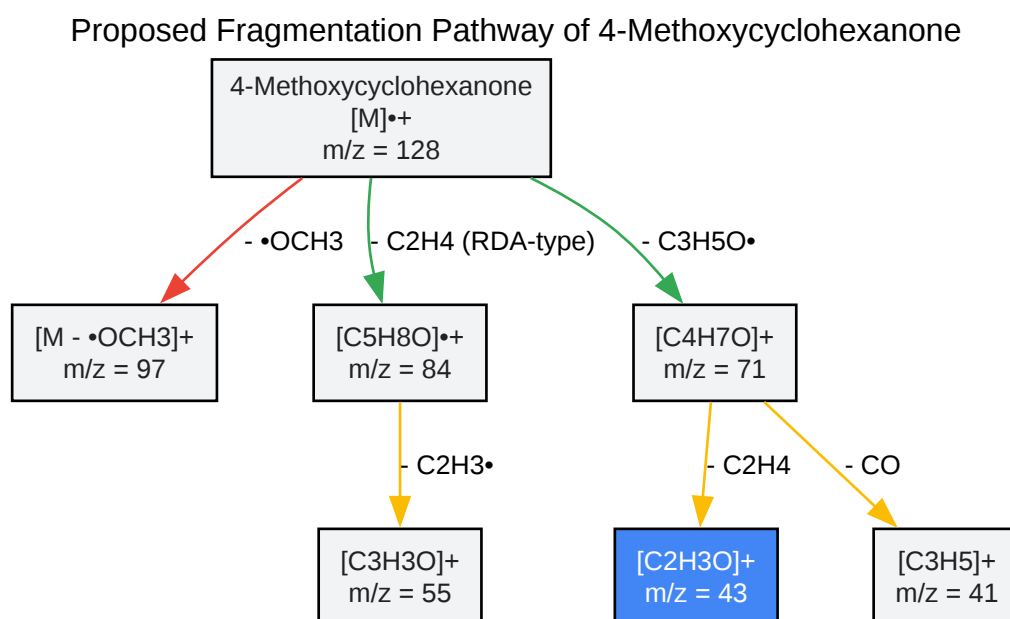 Proposed Fragmentation Pathway of 4-Methoxycyclohexanone
4-Methoxycyclohexanone
[M]•+
m/z = 128
- •OCH3
- C2H4 (RDA-type)
- C3H5O•
[M - •OCH3]+
m/z = 97
[C5H8O]•+
m/z = 84
[C4H7O]+
m/z = 71
- C2H3•
- C2H4
- CO
[C3H3O]+
m/z = 55
[C2H3O]+
m/z = 43
[C3H5]+
m/z = 41